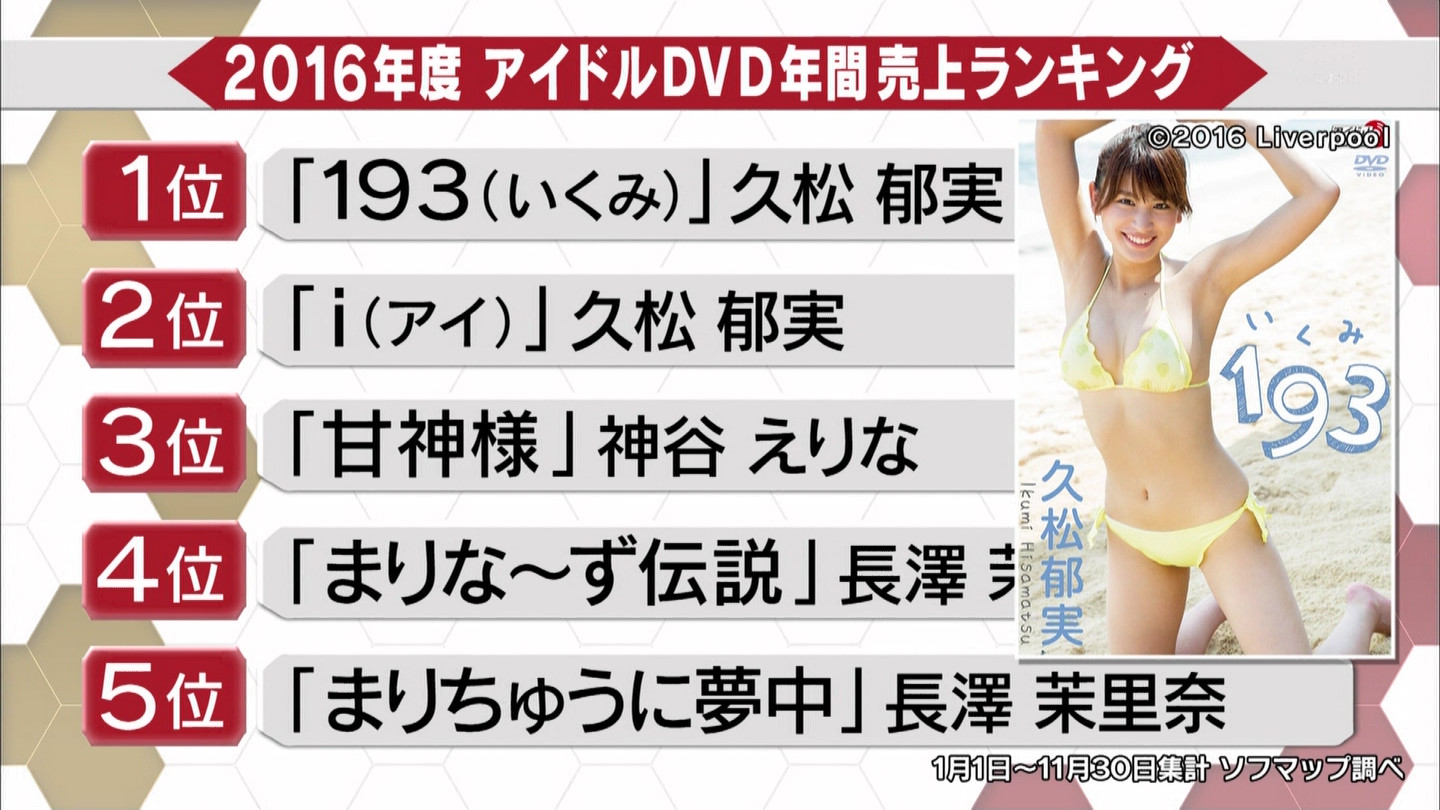 2016年度 アイドルDVD年間売上ランキング
1位 「193(いくみ)」久松 郁実
2位 「i(アイ)」久松 郁実
3位 「甘神様」神谷 えりな
4位 「まりな～ず伝説」長澤
5位 「まりちゅうに夢中」長澤 茉里奈
©2016 Liverpool
DVD
VIDEO
いくみ
193
久松郁実
Ikumi Hisamatsu
1月1日～11月30日集計 ソフマップ調べ